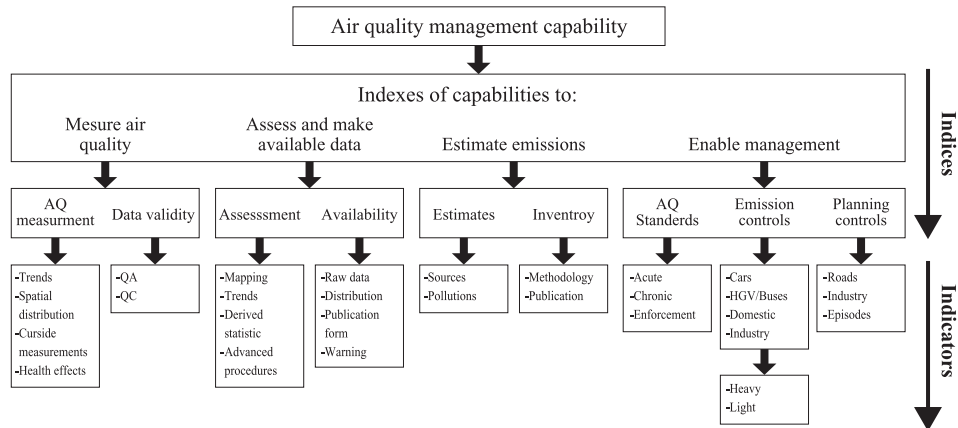 Air quality management capability
Indexes of capabilities to:
Mesure air
quality
Assess and make
available data
Estimate emissions
Enable management
AQ
measurment
Data validity
Assesssment
Availability
Estimates
Inventroy
AQ
Standerds
Emission
controls
Planning
controls
-Trends
-Spatial
distribution
-Curside
measurements
-Health effects
-QA
-QC
-Mapping
-Trends
-Derived
statistic
-Advanced
procedures
-Raw data
-Distribution
-Publication
form
-Warning
-Sources
-Pollutions
-Methodology
-Publication
-Acute
-Chronic
-Enforcement
-Cars
-HGV/Buses
-Domestic
-Industry
-Heavy
-Light
-Roads
-Industry
-Episodes
Indices
Indicators